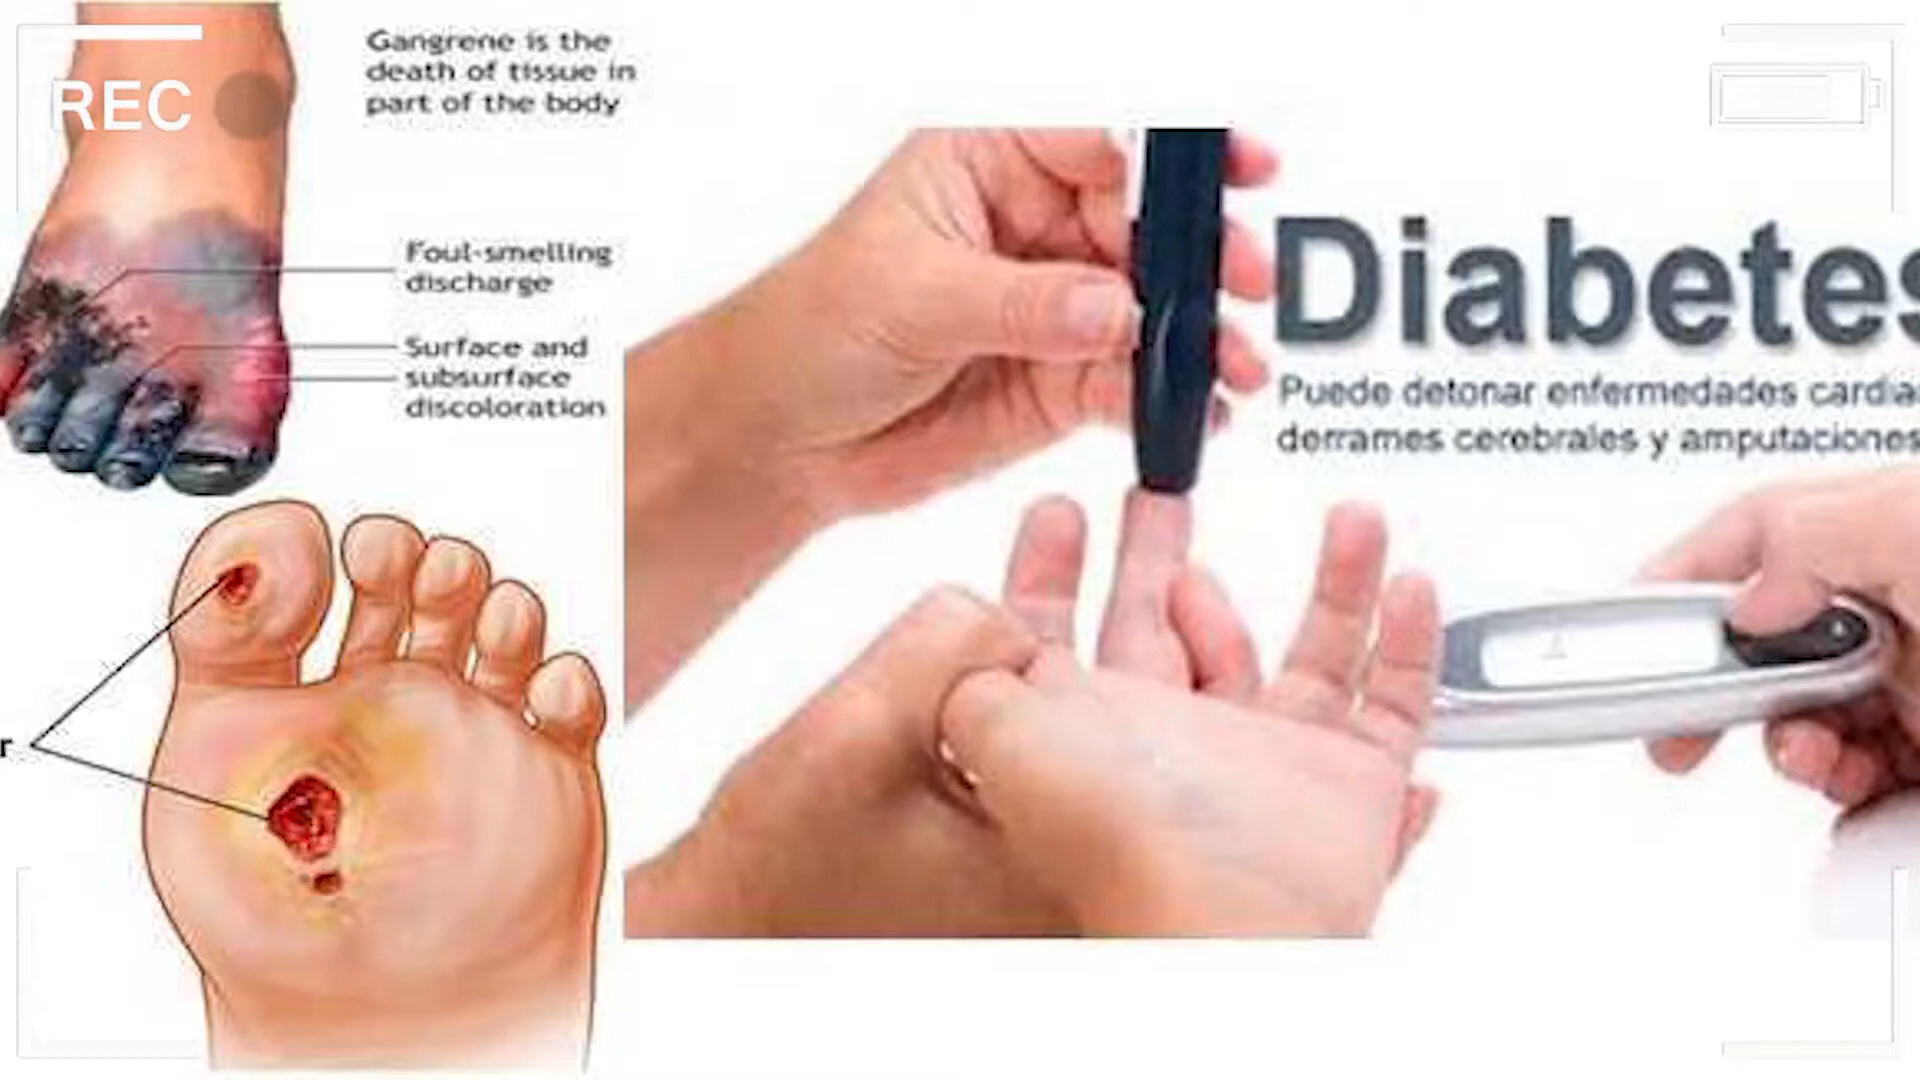 REC
Gangrene is the
death of tissue in
part of the body
Foul-smelling
discharge
Surface and
subsurface
discoloration
r
Diabetes
Puede detonar enfermedades cardia
derrames cerebrales y amputaciones